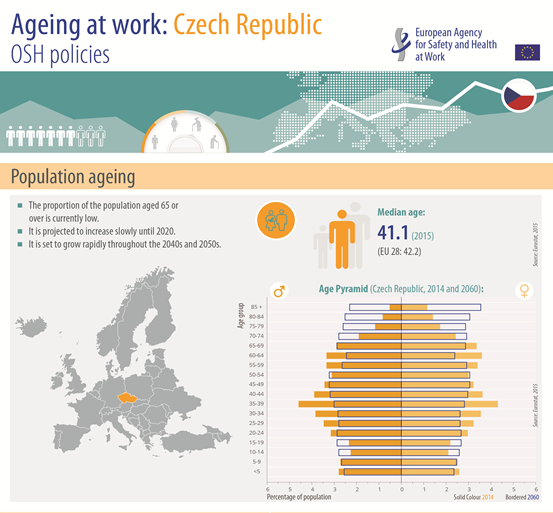 Ageing at work: Czech Republic
OSH policies
European Agency
for Safety and Health
at Work
Population ageing
The proportion of the population aged 65 or
over is currently low.
It is projected to increase slowly until 2020.
It is set to grow rapidly throughout the 2040s and 2050s.
Median age:
41.1 (2015)
(EU 28: 42.2)
Source: Eurostat, 2015
Age Pyramid (Czech Republic, 2014 and 2060):
Age group
85 +
80-84
75-79
70-74
65-69
60-64
55-59
50-54
45-49
40-44
35-39
30-34
25-29
20-24
15-19
10-14
5-9
<5
6 5 4 3 2 1 0 1 2 3 4 5 6
Percentage of population
Solid Colour 2014
Bordered 2060
Source: Eurostat, 2015